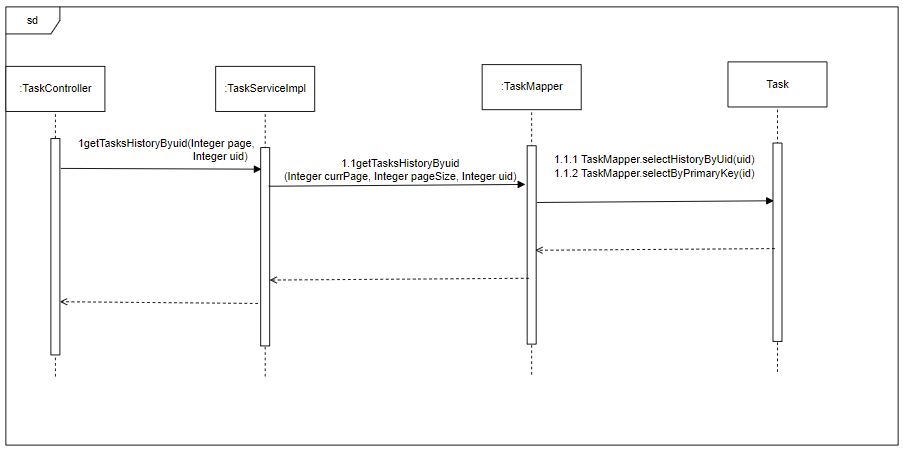 sd
:TaskController
:TaskServiceImpl
:TaskMapper
Task
1getTasksHistoryByuid(Integer page,
Integer uid)
1.1getTasksHistoryByuid
(Integer currPage, Integer pageSize, Integer uid)
1.1.1 TaskMapper.selectHistoryByUid(uid)
1.1.2 TaskMapper.selectByPrimaryKey(id)